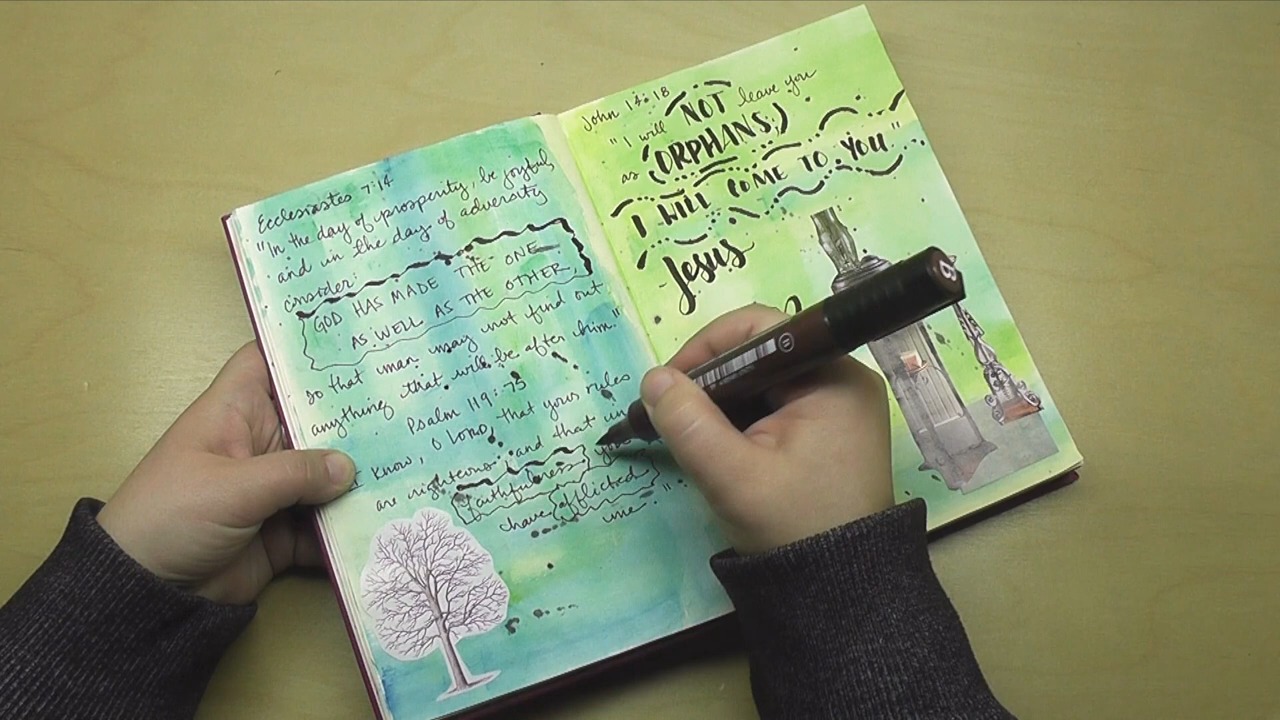 Ecclesiastes 7:14
"In the day of prosperity, be joyful,
and in the day of adversity
consider:
GOD HAS MADE THE ONE
AS WELL AS THE OTHER,
so that man may not find out
anything that will be after him."
Psalm 119:75
I know, O LORD, that your rules
are righteous, and that in
faithfulness you
have afflicted
me."
John 14:18
"I will NOT leave you
as ORPHANS;
I WILL COME TO YOU"
Jesus